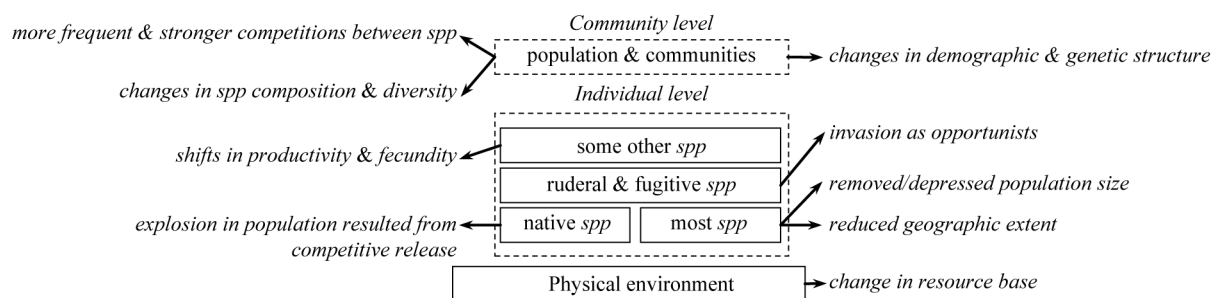 Community level
more frequent & stronger competitions between spp
population & communities
changes in demographic & genetic structure
changes in spp composition & diversity
Individual level
some other spp
invasion as opportunists
shifts in productivity & fecundity
ruderal & fugitive spp
removed/depressed population size
explosion in population resulted from
competitive release
native spp
most spp
reduced geographic extent
Physical environment
change in resource base